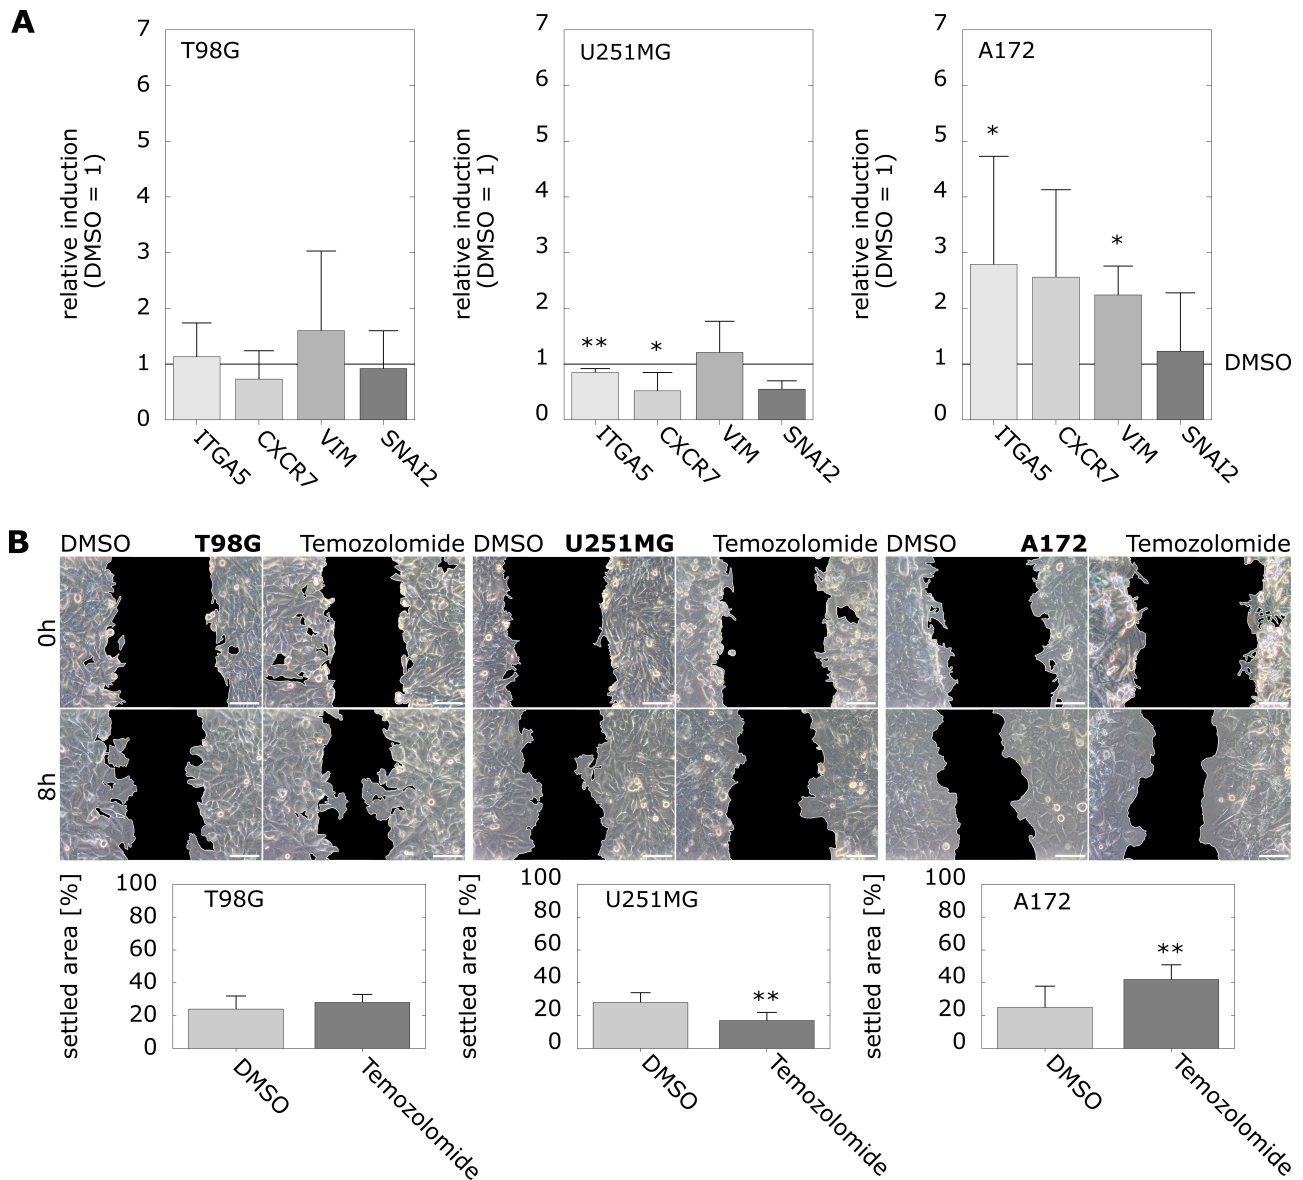 A
T98G
7
6
5
4
3
2
1
0
relative induction
(DMSO = 1)
ITGA5
CXCR7
VIM
SNAI2
U251MG
7
6
5
4
3
2
1
0
relative induction
(DMSO = 1)
**
*
ITGA5
CXCR7
VIM
SNAI2
A172
7
6
5
4
3
2
1
0
relative induction
(DMSO = 1)
*
*
DMSO
ITGA5
CXCR7
VIM
SNAI2
B
DMSO T98G Temozolomide
DMSO U251MG Temozolomide
DMSO A172 Temozolomide
0h
8h
T98G
100
80
60
40
20
0
settled area [%]
DMSO
Temozolomide
U251MG
100
80
60
40
20
0
settled area [%]
**
DMSO
Temozolomide
A172
100
80
60
40
20
0
settled area [%]
**
DMSO
Temozolomide